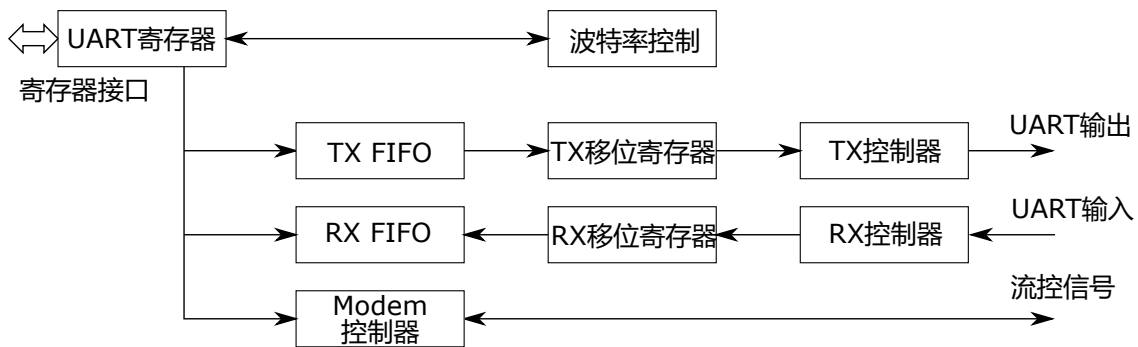 UART寄存器
波特率控制
寄存器接口
TX FIFO
TX移位寄存器
TX控制器
UART输出
RX FIFO
RX移位寄存器
RX控制器
UART输入
Modem
控制器
流控信号